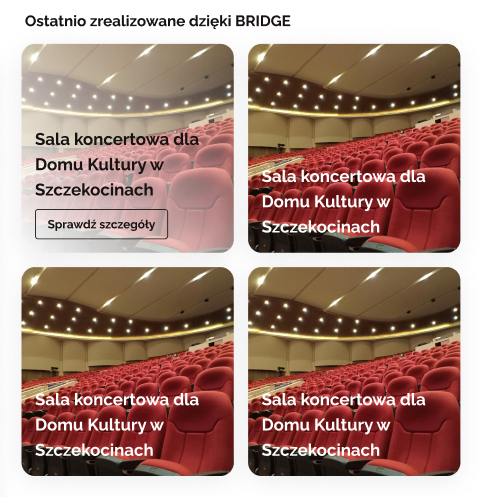 Ostatnio zrealizowane dzięki BRIDGE
Sala koncertowa dla
Domu Kultury w
Szczekocinach
Sprawdź szczegóły
Sala koncertowa dla
Domu Kultury w
Szczekocinach
Sala koncertowa dla
Domu Kultury w
Szczekocinach
Sala koncertowa dla
Domu Kultury w
Szczekocinach